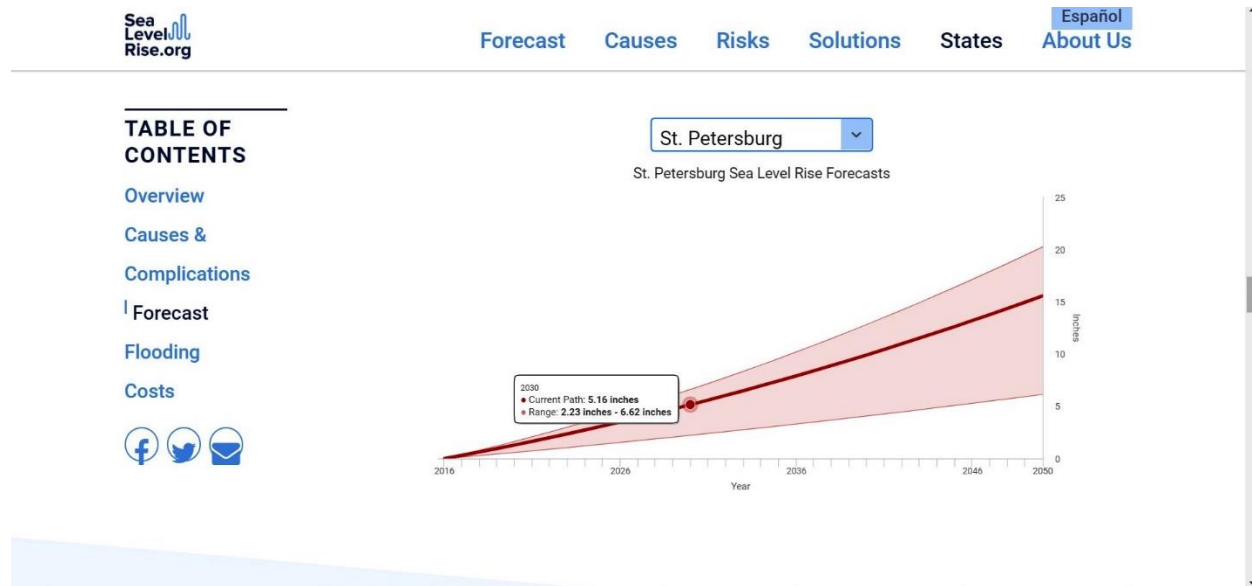 Sea
Level
Rise.org
Forecast Causes Risks Solutions States About Us
Español
TABLE OF
CONTENTS
Overview
Causes &
Complications
Forecast
Flooding
Costs
St. Petersburg
St. Petersburg Sea Level Rise Forecasts
25
20
15
10
5
0
Inches
2030
● Current Path: 5.16 inches
● Range: 2.23 inches - 6.62 inches
2016 2026 2036 2046 2050
Year